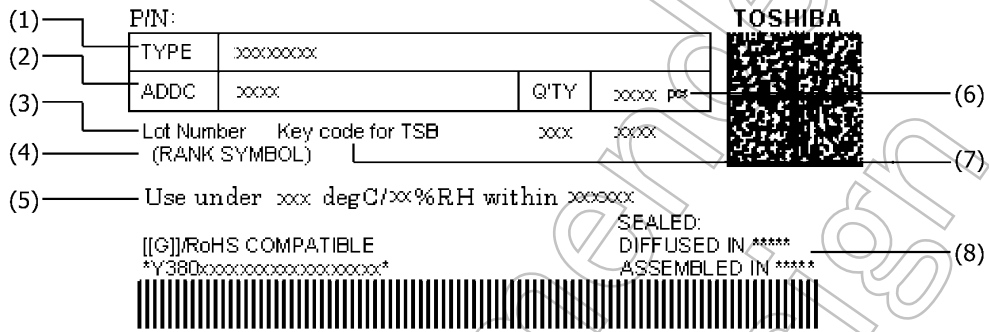 P/N:
TOSHIBA
(1)
TYPE xxxxxxxx
(2)
ADDC xxxx Q'TY xxxx pcs
(6)
(3)
Lot Number Key code for TSB xxx xxxx
(4)
(RANK SYMBOL)
(7)
(5)
Use under xxx degC/xx%RH within xxxxxx
SEALED:
[[G]]/RoHS COMPATIBLE
DIFFUSED IN *****
(8)
*Y380xxxxxxxxxxxxxxxxxx*
ASSEMBLED IN *****